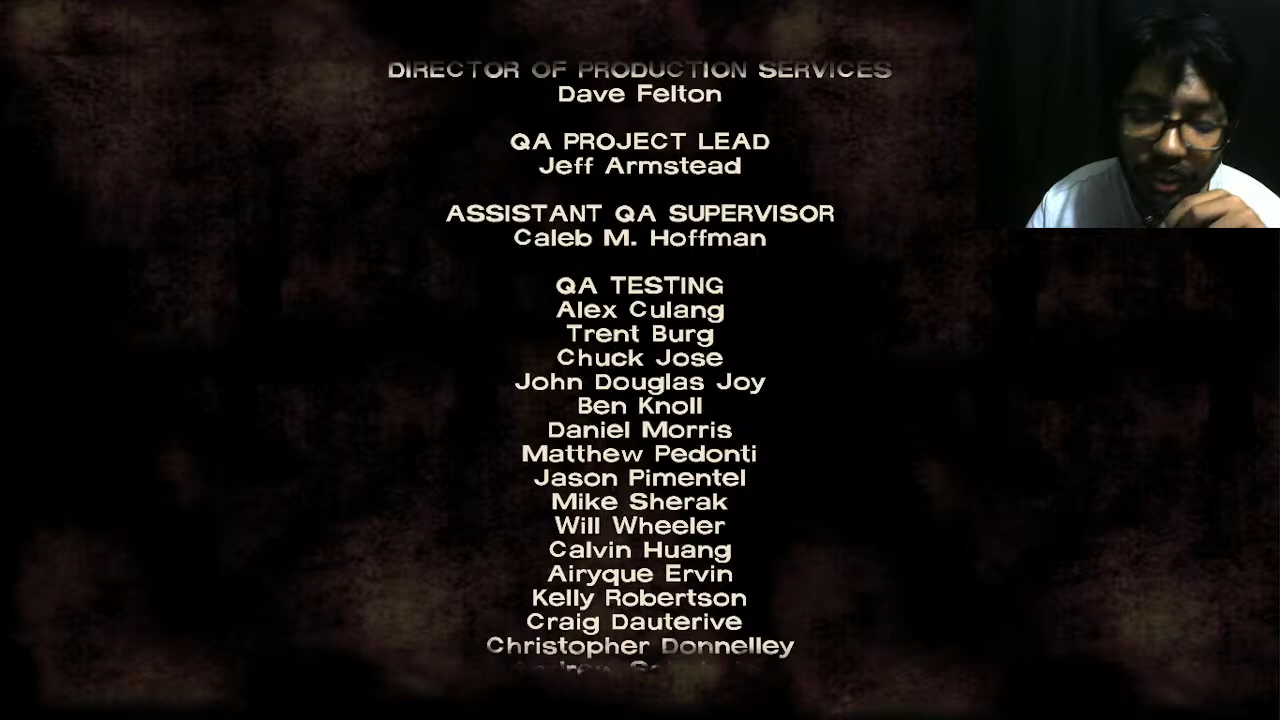 DIRECTOR OF PRODUCTION SERVICES
Dave Felton
QA PROJECT LEAD
Jeff Armstead
ASSISTANT QA SUPERVISOR
Caleb M. Hoffman
QA TESTING
Alex Culang
Trent Burg
Chuck Jose
John Douglas Joy
Ben Knoll
Daniel Morris
Matthew Pedonti
Jason Pimentel
Mike Sherak
Will Wheeler
Calvin Huang
Airyque Ervin
Kelly Robertson
Craig Dauterive
Christopher Donnelley
Andrew